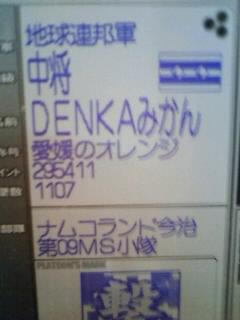 地球連邦軍
中将
DENKAみかん
愛媛のオレンジ
295411
1107
ナムコランド今治
第09MS小隊
PLATOON'S MARK